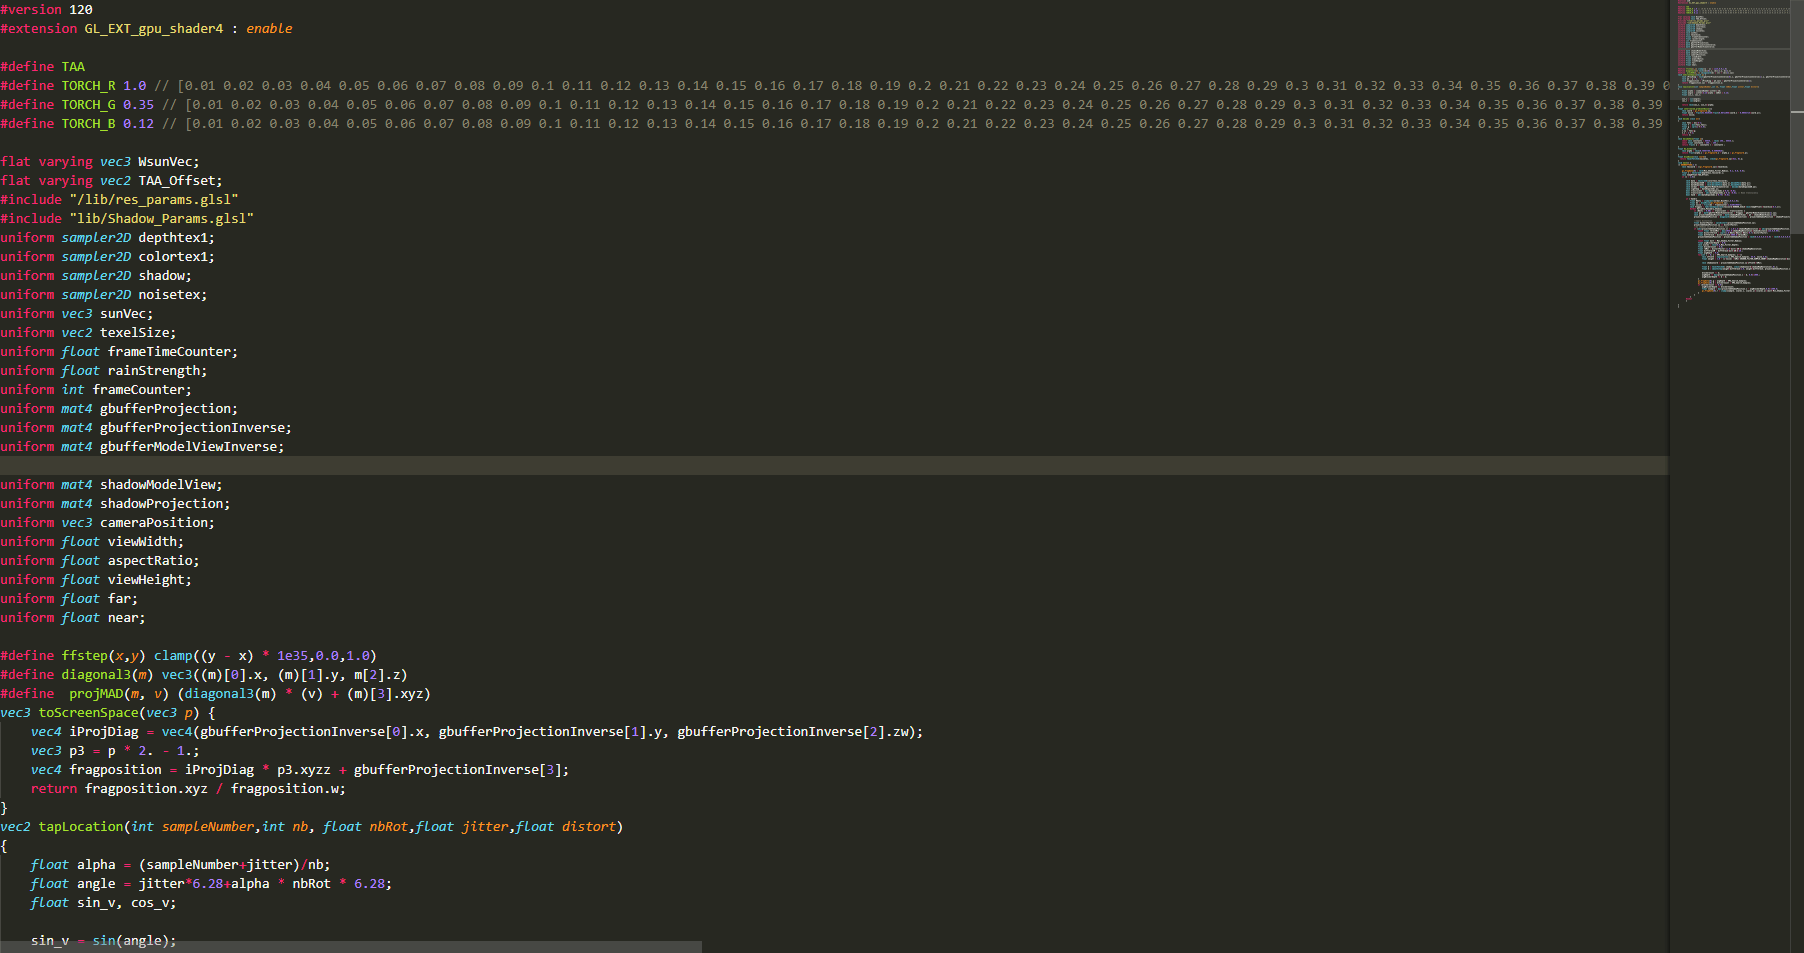 #version 120
#extension GL_EXT_gpu_shader4 : enable
#define TAA
#define TORCH_R 1.0 // [0.01 0.02 0.03 0.04 0.05 0.06 0.07 0.08 0.09 0.1 0.11 0.12 0.13 0.14 0.15 0.16 0.17 0.18 0.19 0.2 0.21 0.22 0.23 0.24 0.25 0.26 0.27 0.28 0.29 0.3 0.31 0.32 0.33 0.34 0.35 0.36 0.37 0.38 0.39 0
#define TORCH_G 0.35 // [0.01 0.02 0.03 0.04 0.05 0.06 0.07 0.08 0.09 0.1 0.11 0.12 0.13 0.14 0.15 0.16 0.17 0.18 0.19 0.2 0.21 0.22 0.23 0.24 0.25 0.26 0.27 0.28 0.29 0.3 0.31 0.32 0.33 0.34 0.35 0.36 0.37 0.38 0.39
#define TORCH_B 0.12 // [0.01 0.02 0.03 0.04 0.05 0.06 0.07 0.08 0.09 0.1 0.11 0.12 0.13 0.14 0.15 0.16 0.17 0.18 0.19 0.2 0.21 0.22 0.23 0.24 0.25 0.26 0.27 0.28 0.29 0.3 0.31 0.32 0.33 0.34 0.35 0.36 0.37 0.38 0.39
flat varying vec3 WsunVec;
flat varying vec2 TAA_Offset;
#include "/lib/res_params.glsl"
#include "lib/Shadow_Params.glsl"
uniform sampler2D depthtex1;
uniform sampler2D colortex1;
uniform sampler2D shadow;
uniform sampler2D noisetex;
uniform vec3 sunVec;
uniform vec2 texelSize;
uniform float frameTimeCounter;
uniform float rainStrength;
uniform int frameCounter;
uniform mat4 gbufferProjection;
uniform mat4 gbufferProjectionInverse;
uniform mat4 gbufferModelViewInverse;
uniform mat4 shadowModelView;
uniform mat4 shadowProjection;
uniform vec3 cameraPosition;
uniform float viewWidth;
uniform float aspectRatio;
uniform float viewHeight;
uniform float far;
uniform float near;
#define ffstep(x,y) clamp((y - x) * 1e35,0.0,1.0)
#define diagonal3(m) vec3((m)[0].x, (m)[1].y, m[2].z)
#define  projMAD(m, v) (diagonal3(m) * (v) + (m)[3].xyz)
vec3 toScreenSpace(vec3 p) {
    vec4 iProjDiag = vec4(gbufferProjectionInverse[0].x, gbufferProjectionInverse[1].y, gbufferProjectionInverse[2].zw);
    vec3 p3 = p * 2. - 1.;
    vec4 fragposition = iProjDiag * p3.xyzz + gbufferProjectionInverse[3];
    return fragposition.xyz / fragposition.w;
}
vec2 tapLocation(int sampleNumber,int nb, float nbRot,float jitter,float distort)
{
    float alpha = (sampleNumber+jitter)/nb;
    float angle = jitter*6.28+alpha * nbRot * 6.28;
    float sin_v, cos_v;
    sin_v = sin(angle);